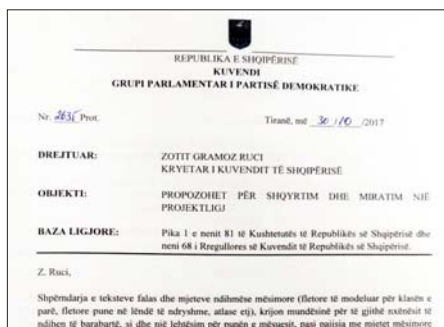 REPUBLIKA E SHQIPËRISË
KUVENDI
GRUPI PARLAMENTAR I PARTISË DEMOKRATIKE
Nr. 2635 Prot. Tiranë, më 30/10/2017
DREJTUAR: ZOTIT GRAMOZ RUCI
KRYETAR I KUVENDIT TË SHQIPËRISË
OBJEKTI: PROPOZOHET PËR SHQYRTIM DHE MIRATIM NJË
PROJEKTLIGJ
BAZA LIGJORE: Pika 1 e nenit 81 të Kushtetutës të Republikës së Shqipërisë dhe
neni 68 i Rregullores së Kuvendit të Republikës së Shqipërisë.
Z. Ruci,
Shpërndarja e teksteve falas dhe mjeteve ndihmëse mësimore (fletore të modeluar për klasën e
parë, fletore pune në lëndë të ndryshme, atlase etj), krijon mundësinë për të gjithë nxënësit të
ndihen të barabartë, si dhe një lehtësim për punën e mësuesit, pasi pajisja me mjetet mësimore